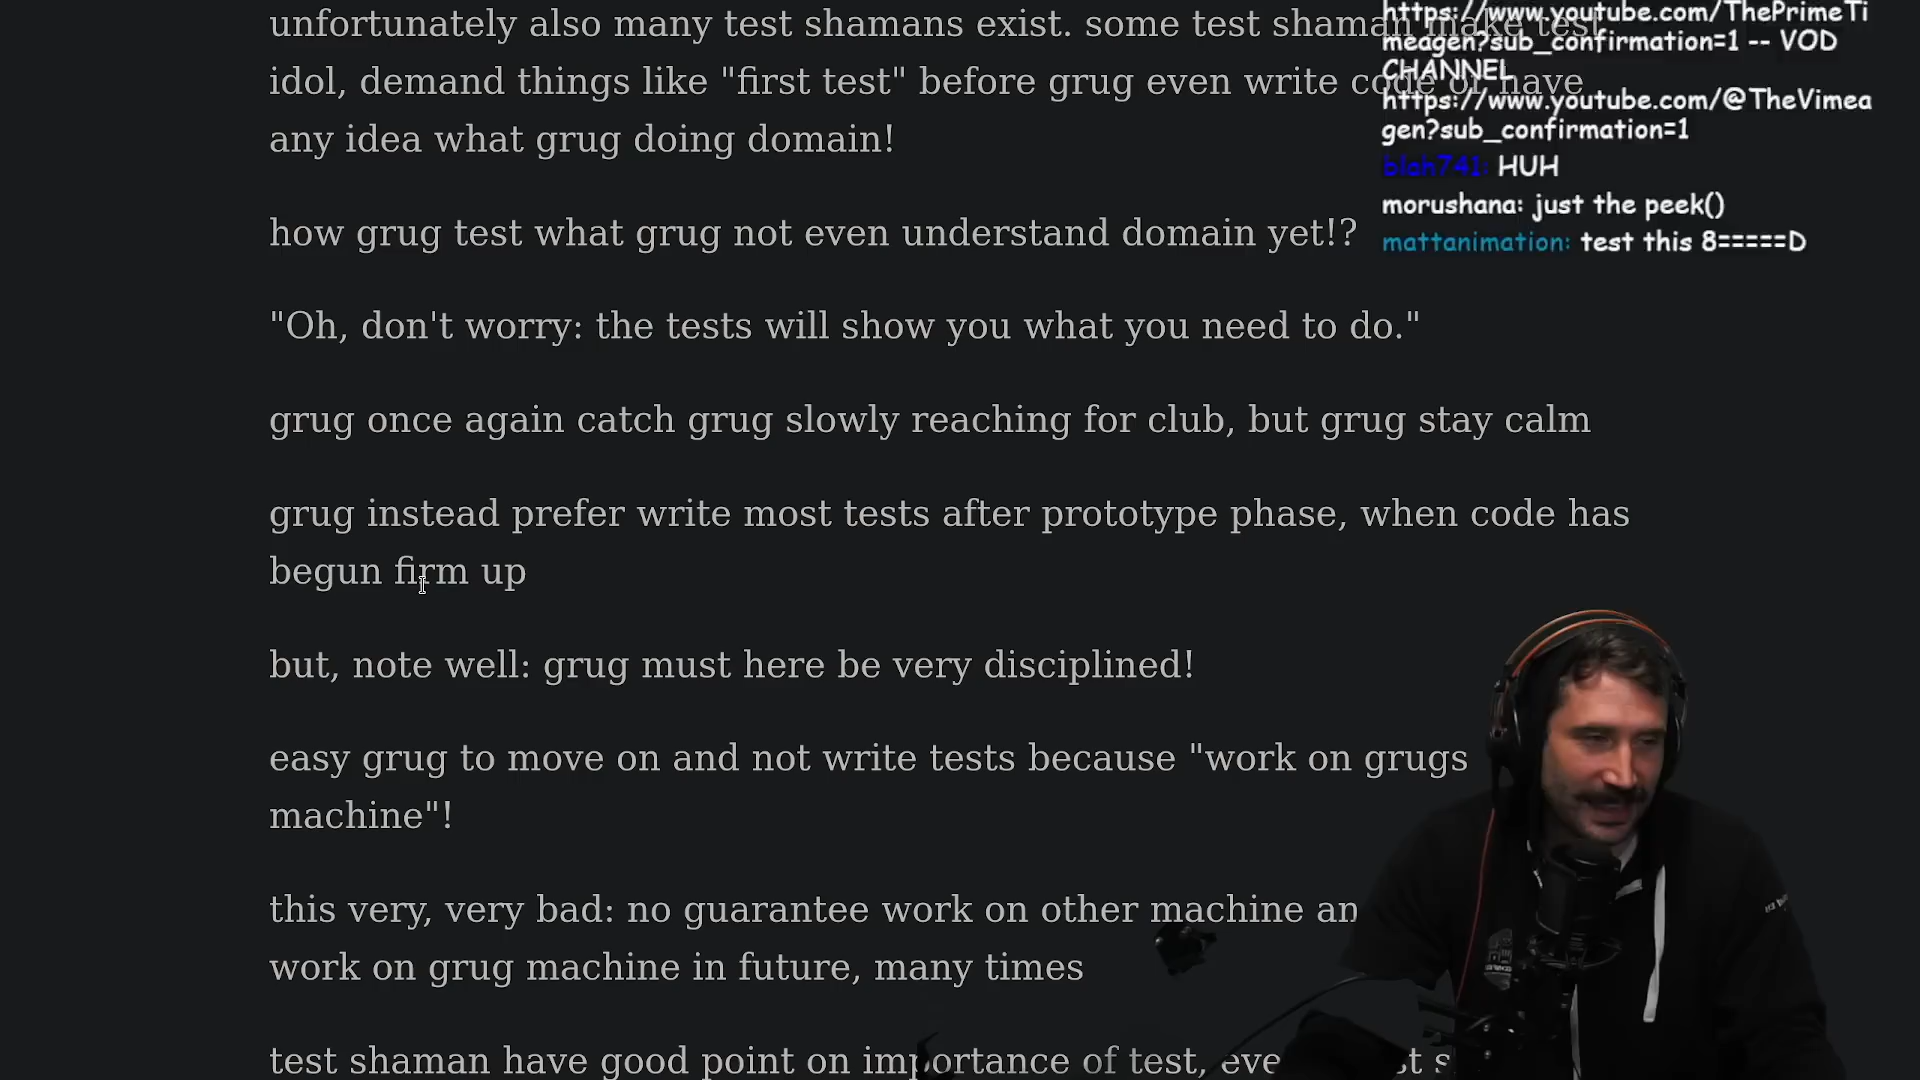 unfortunately also many test shamans exist. some test shaman make test
idol, demand things like "first test" before grug even write code or have
any idea what grug doing domain!
how grug test what grug not even understand domain yet!?
"Oh, don't worry: the tests will show you what you need to do."
grug once again catch grug slowly reaching for club, but grug stay calm
grug instead prefer write most tests after prototype phase, when code has
begun firm up
but, note well: grug must here be very disciplined!
easy grug to move on and not write tests because "work on grugs
machine"!
this very, very bad: no guarantee work on other machine an
work on grug machine in future, many times
test shaman have good point on importance of test, eve
https://www.youtube.com/ThePrimeTi
meagen?sub_confirmation=1 -- VOD
CHANNEL
https://www.youtube.com/@TheVimea
gen?sub_confirmation=1
blah741: HUH
morushana: just the peek()
mattanimation: test this 8=====D